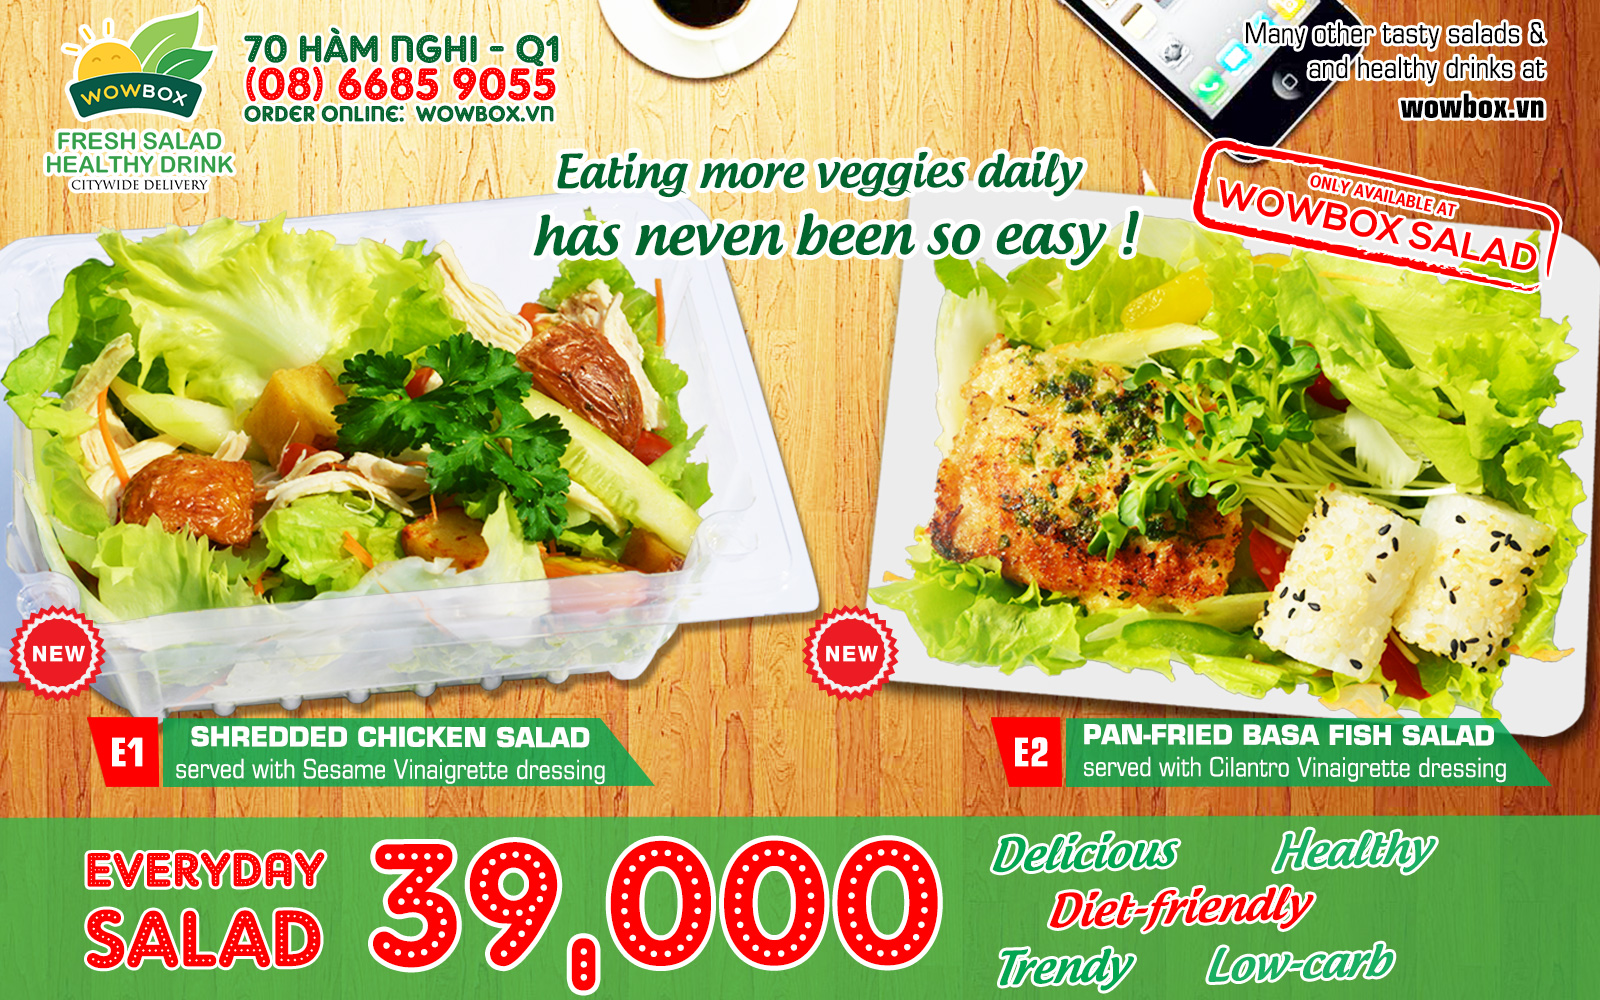 WOWBOX
FRESH SALAD
HEALTHY DRINK
CITYWIDE DELIVERY
70 HÀM NGHI - Q1
(08) 6685 9055
ORDER ONLINE: WOWBOX.VN
Many other tasty salads &
and healthy drinks at
wowbox.vn
Eating more veggies daily
has neven been so easy !
ONLY AVAILABLE AT
WOWBOX SALAD
NEW
NEW
E1
SHREDDED CHICKEN SALAD
served with Sesame Vinaigrette dressing
E2
PAN-FRIED BASA FISH SALAD
served with Cilantro Vinaigrette dressing
EVERYDAY
SALAD
39,000
Delicious
Healthy
Diet-friendly
Trendy
Low-carb